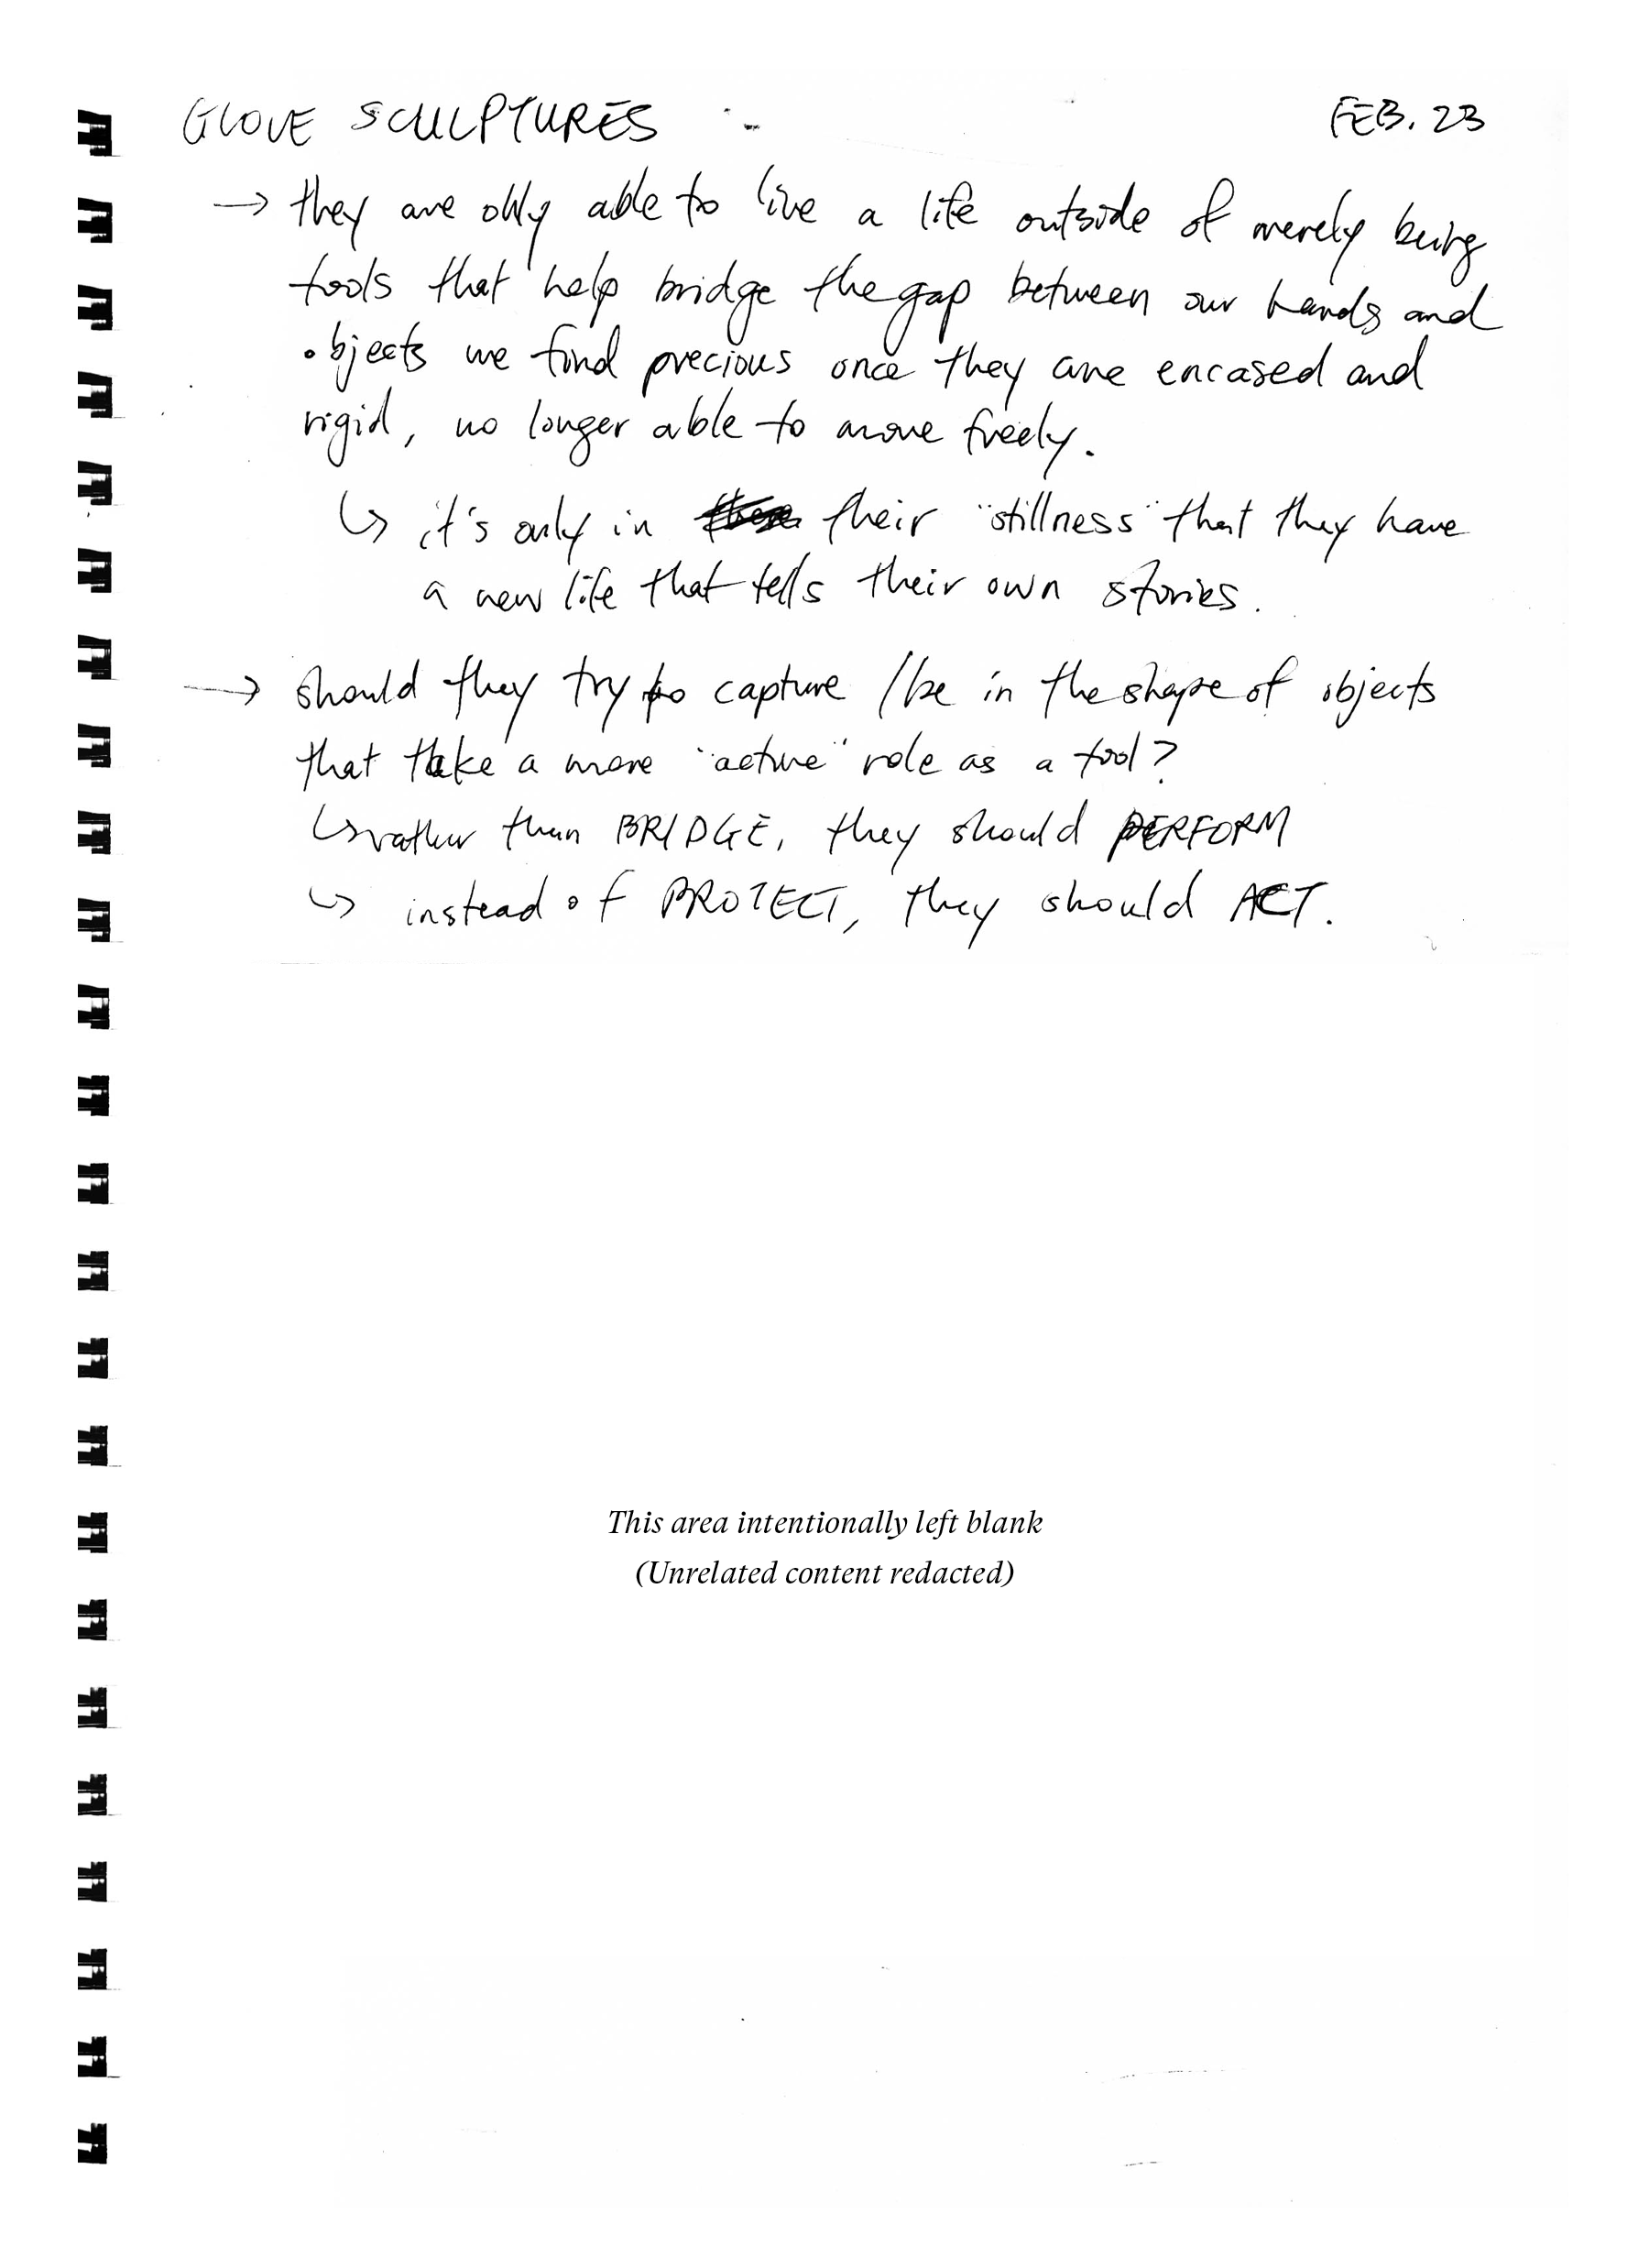 GLOVE SCULPTURES
FEB. 23
→ they are only able to live a life outside of merely being
tools that help bridge the gap between our hands and
objects we find precious once they are encased and
rigid, no longer able to move freely.
↳ it's only in their "stillness" that they have
a new life that tells their own stories.
→ should they try to capture / be in the shape of objects
that take a more "active" role as a tool?
↳ rather than BRIDGE, they should PERFORM
↳ instead of PROTECT, they should ACT.
This area intentionally left blank
(Unrelated content redacted)